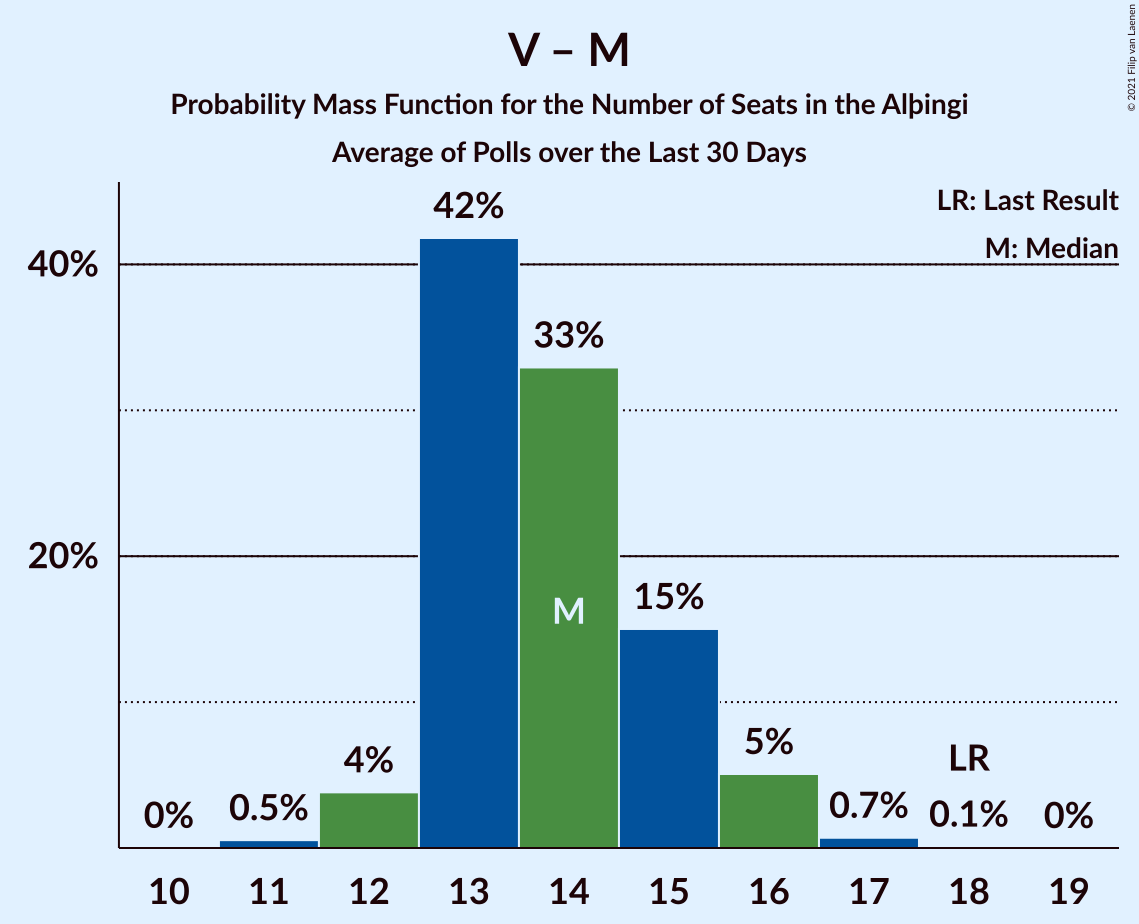 V – M
Probability Mass Function for the Number of Seats in the Alþingi
Average of Polls over the Last 30 Days
© 2021 Filip van Laenen
LR: Last Result
M: Median
40%
20%
0%
0.5%
4%
42%
33%
M
15%
5%
0.7%
LR
0.1%
0%
10 11 12 13 14 15 16 17 18 19